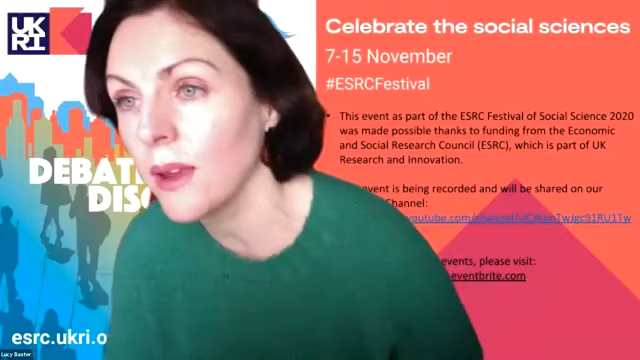 UK
RI
Celebrate the social sciences
7-15 November
#ESRCFestival
• This event as part of the ESRC Festival of Social Science 2020
was made possible thanks to funding from the Economic
and Social Research Council (ESRC), which is part of UK
Research and Innovation.
event is being recorded and will be shared on our
Channel:
events, please visit:
eventbrite.com
esrc.ukri.o
Lucy Baxter